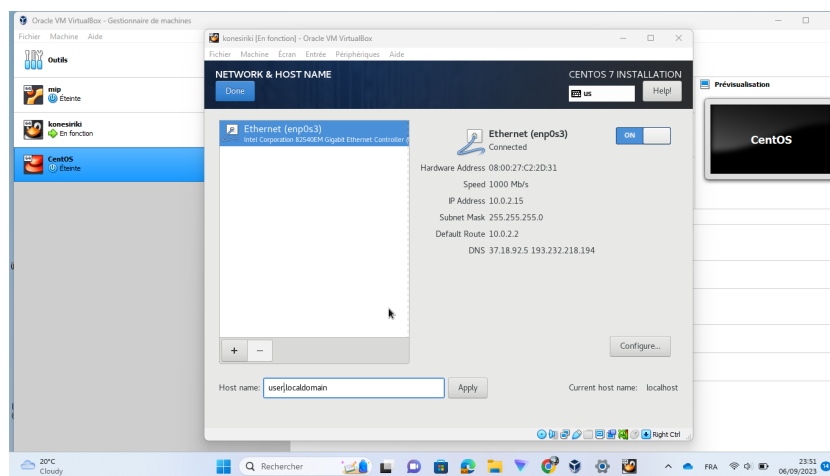 Oracle VM VirtualBox - Gestionnaire de machines
Fichier Machine Aide
Outils
mip
Éteinte
konesiriki
En fonction
CentOS
Éteinte
konesiriki [En fonction] - Oracle VM VirtualBox
Fichier Machine Écran Entrée Périphériques Aide
NETWORK & HOST NAME
CENTOS 7 INSTALLATION
Done
us
Help!
Ethernet (enp0s3)
Intel Corporation 82540EM Gigabit Ethernet Controller (
Ethernet (enp0s3)
Connected
ON
Hardware Address 08:00:27:C2:2D:31
Speed 1000 Mb/s
IP Address 10.0.2.15
Subnet Mask 255.255.255.0
Default Route 10.0.2.2
DNS 37.18.92.5 193.232.218.194
+ −
Configure...
Host name: user.localdomain
Apply
Current host name: localhost
Right Ctrl
Prévisualisation
CentOS
20°C
Cloudy
Rechercher
FRA
23:51
06/09/2023